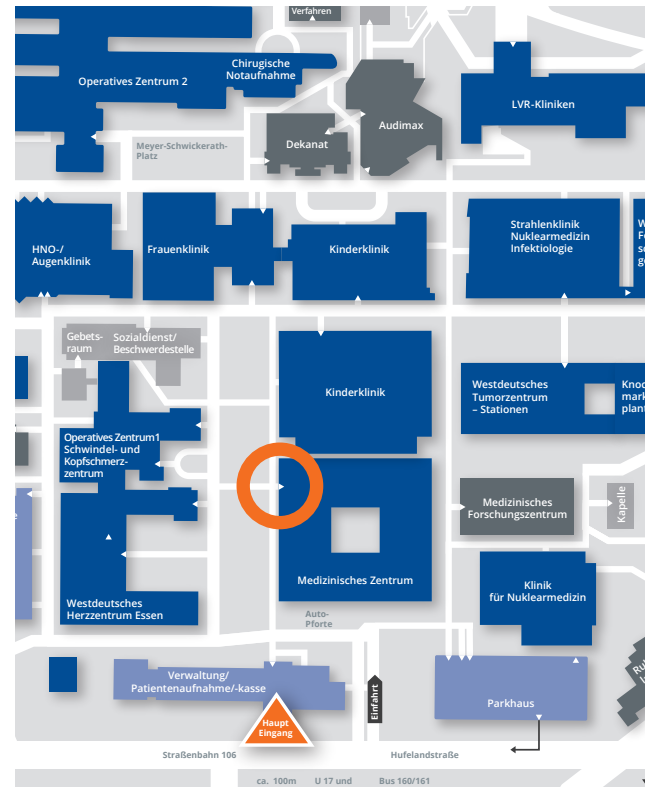 Verfahren
Chirugische
Notaufnahme
Operatives Zentrum 2
LVR-Kliniken
Audimax
Dekanat
Meyer-Schwickerath-
Platz
HNO-/
Augenklinik
Frauenklinik
Kinderklinik
Strahlenklinik
Nuklearmedizin
Infektiologie
Gebets-
raum
Sozialdienst/
Beschwerdestelle
Kinderklinik
Westdeutsches
Tumorzentrum
– Stationen
Operatives Zentrum1
Schwindel- und
Kopfschmerz-
zentrum
Medizinisches
Forschungszentrum
Kapelle
Medizinisches Zentrum
Klinik
für Nuklearmedizin
Westdeutsches
Herzzentrum Essen
Auto-
Pforte
Verwaltung/
Patientenaufnahme/-kasse
Einfahrt
Parkhaus
Haupt
Eingang
Straßenbahn 106
Hufelandstraße
ca. 100m
U 17 und
Bus 160/161